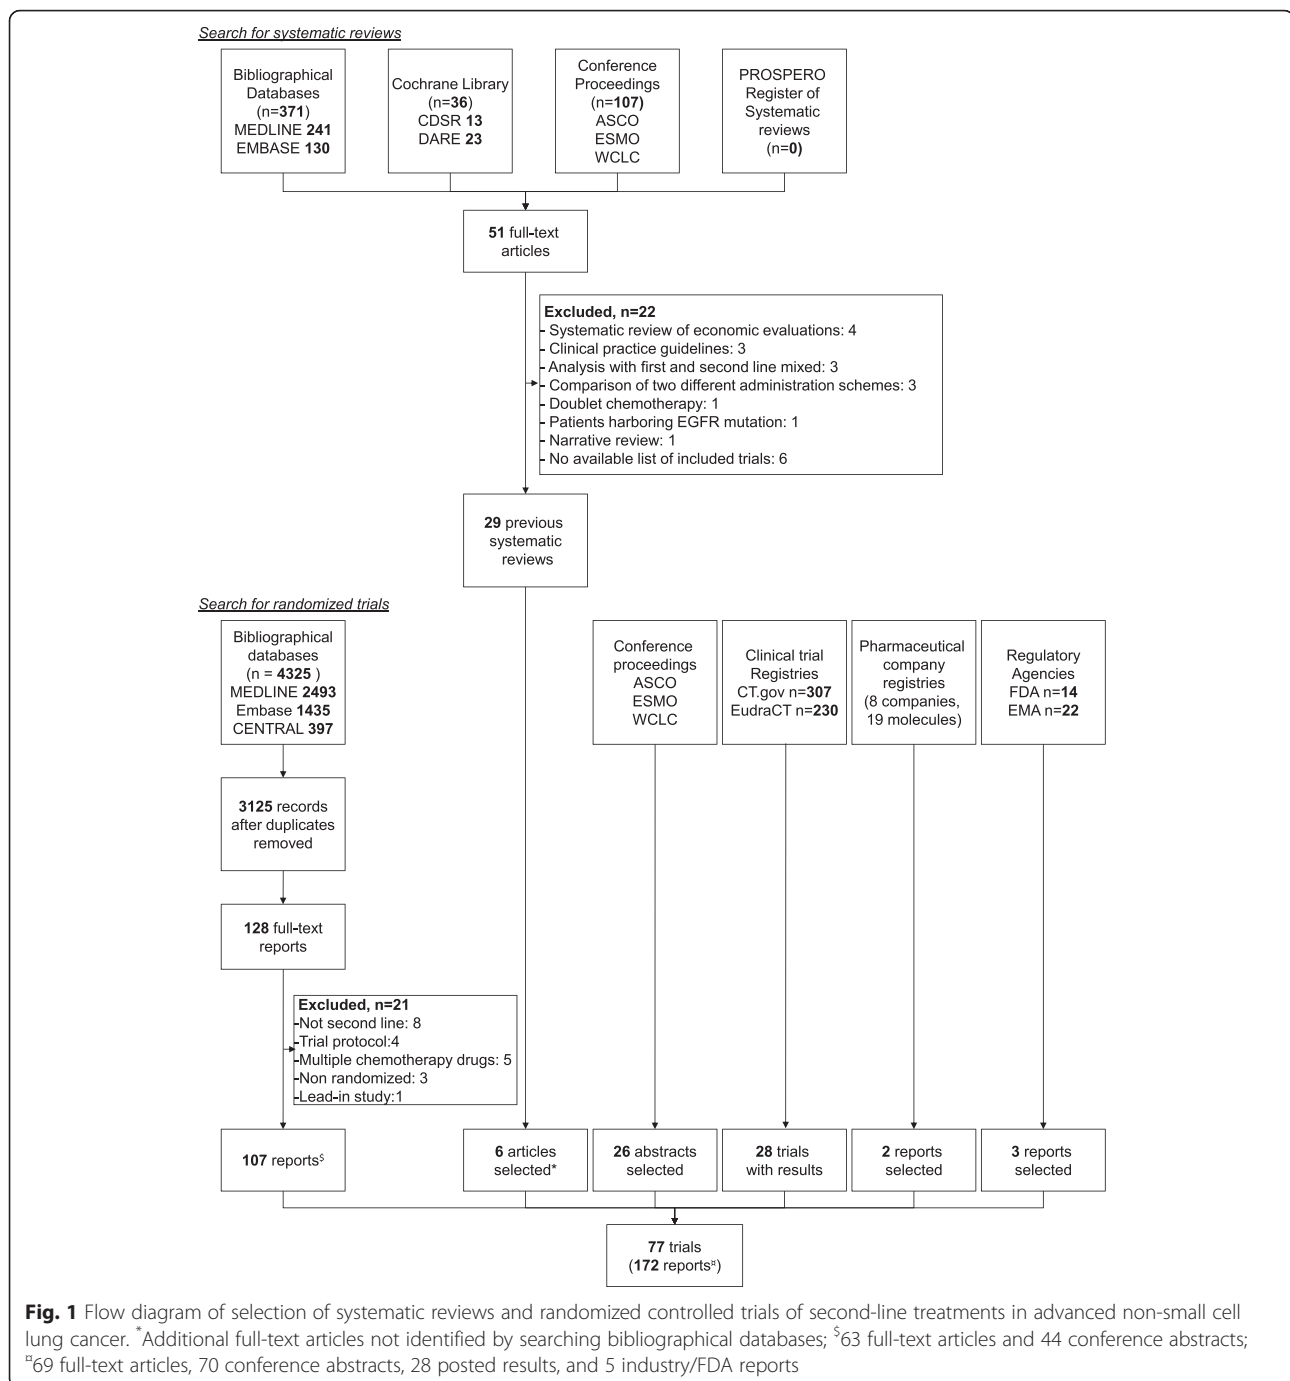 Search for systematic reviews
Bibliographical
Databases
(n=371)
MEDLINE 241
EMBASE 130
Cochrane Library
(n=36)
CDSR 13
DARE 23
Conference
Proceedings
(n=107)
ASCO
ESMO
WCLC
PROSPERO
Register of
Systematic
reviews
(n=0)
51 full-text
articles
Excluded, n=22
- Systematic review of economic evaluations: 4
- Clinical practice guidelines: 3
- Analysis with first and second line mixed: 3
- Comparison of two different administration schemes: 3
- Doublet chemotherapy: 1
- Patients harboring EGFR mutation: 1
- Narrative review: 1
- No available list of included trials: 6
29 previous
systematic
reviews
Search for randomized trials
Bibliographical
databases
(n = 4325 )
MEDLINE 2493
Embase 1435
CENTRAL 397
Conference
proceedings
ASCO
ESMO
WCLC
Clinical trial
Registries
CT.gov n=307
EudraCT n=230
Pharmaceutical
company
registries
(8 companies,
19 molecules)
Regulatory
Agencies
FDA n=14
EMA n=22
3125 records
after duplicates
removed
128 full-text
reports
Excluded, n=21
-Not second line: 8
-Trial protocol:4
-Multiple chemotherapy drugs: 5
-Non randomized: 3
-Lead-in study:1
107 reports$
6 articles
selected*
26 abstracts
selected
28 trials
with results
2 reports
selected
3 reports
selected
77 trials
(172 reports¤)
Fig. 1 Flow diagram of selection of systematic reviews and randomized controlled trials of second-line treatments in advanced non-small cell
lung cancer. *Additional full-text articles not identified by searching bibliographical databases; $63 full-text articles and 44 conference abstracts;
¤69 full-text articles, 70 conference abstracts, 28 posted results, and 5 industry/FDA reports